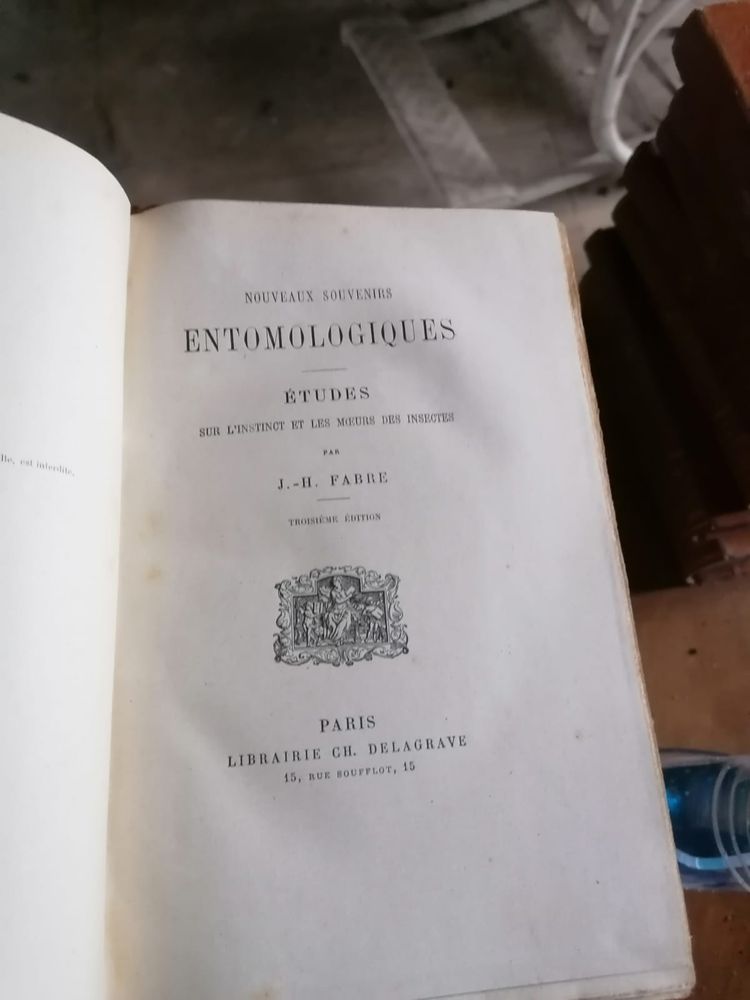 lle, est interdite.
NOUVEAUX SOUVENIRS
ENTOMOLOGIQUES
ÉTUDES
SUR L'INSTINCT ET LES MŒURS DES INSECTES
PAR
J.-H. FABRE
TROISIÈME ÉDITION
PARIS
LIBRAIRIE CH. DELAGRAVE
15, RUE SOUFFLOT, 15